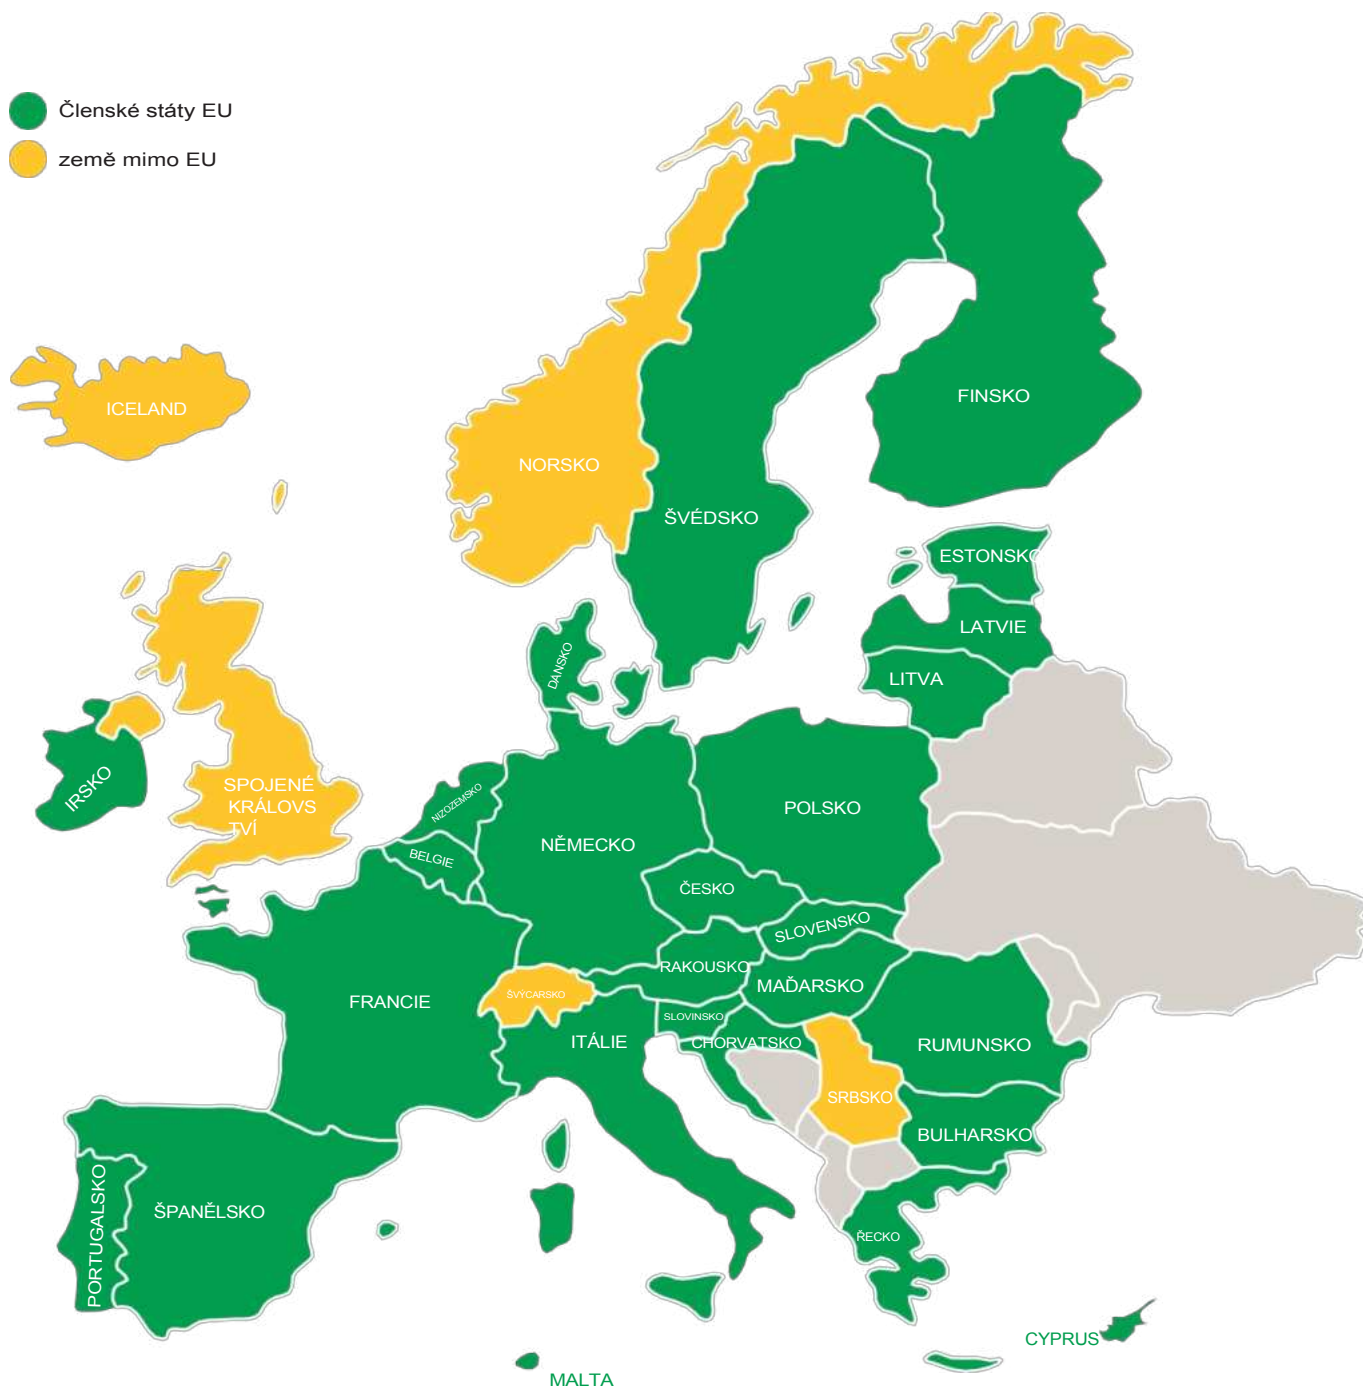 Členské státy EU
země mimo EU
ICELAND
FINSKO
NORSKO
ŠVÉDSKO
ESTONSKO
LATVIE
DANSKO
LITVA
IRSKO
SPOJENÉ
KRÁLOVS
TVÍ
NIZOZEMSKO
POLSKO
NĚMECKO
BELGIE
ČESKO
SLOVENSKO
RAKOUSKO
MAĎARSKO
ŠVÝCARSKO
FRANCIE
SLOVINSKO
ITÁLIE
CHORVATSKO
RUMUNSKO
SRBSKO
BULHARSKO
PORTUGALSKO
ŠPANĚLSKO
ŘECKO
CYPRUS
MALTA